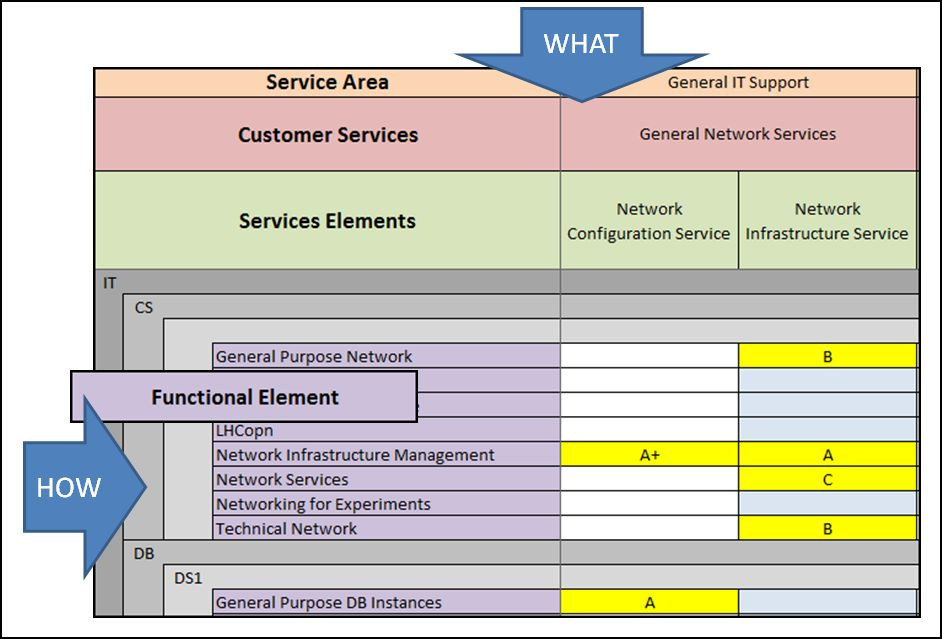 WHAT
Service Area
General IT Support
Customer Services
General Network Services
Services Elements
Network
Configuration Service
Network
Infrastructure Service
IT
CS
General Purpose Network
B
Functional Element
LHCopn
Network Infrastructure Management
A+
A
HOW
Network Services
C
Networking for Experiments
Technical Network
B
DB
DS1
General Purpose DB Instances
A